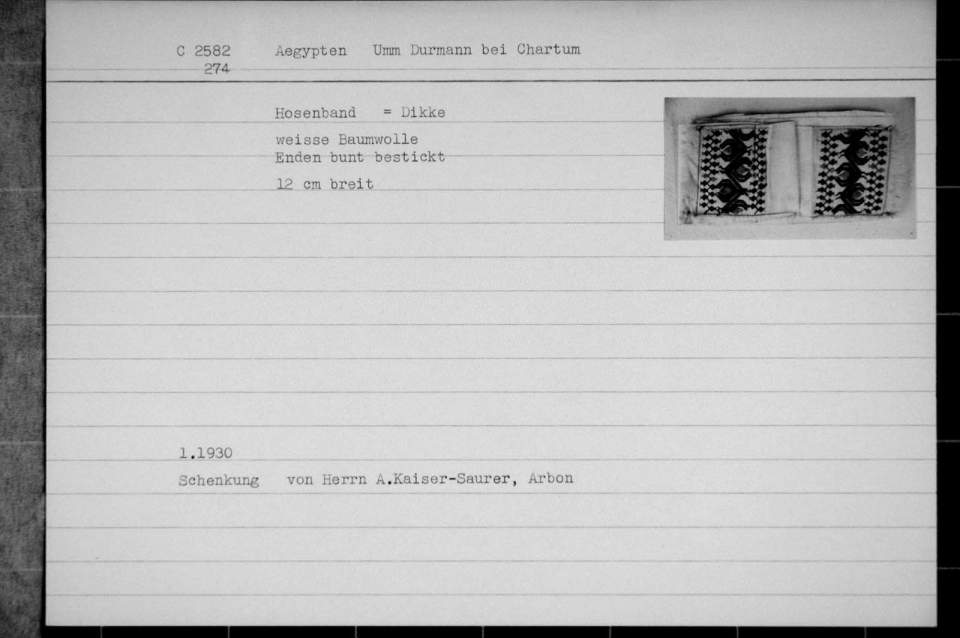 C 2582 Aegypten Umm Durmann bei Chartum
274
Hosenband = Dikke
weisse Baumwolle
Enden bunt bestickt
12 cm breit
1.1930
Schenkung von Herrn A.Kaiser-Saurer, Arbon